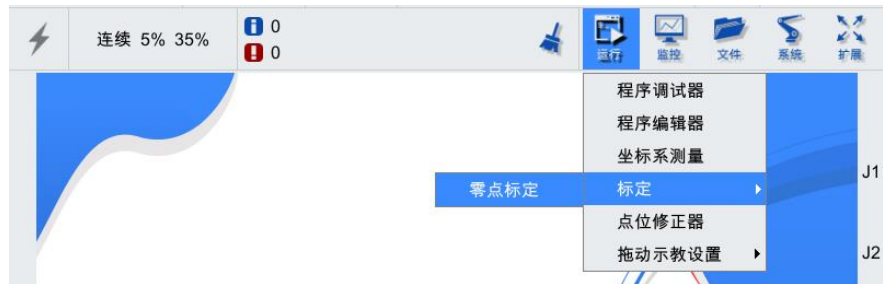 连续 5% 35%
0
0
运行
监控
文件
系统
扩展
程序调试器
程序编辑器
坐标系测量
零点标定
标定
点位修正器
拖动示教设置
J1
J2